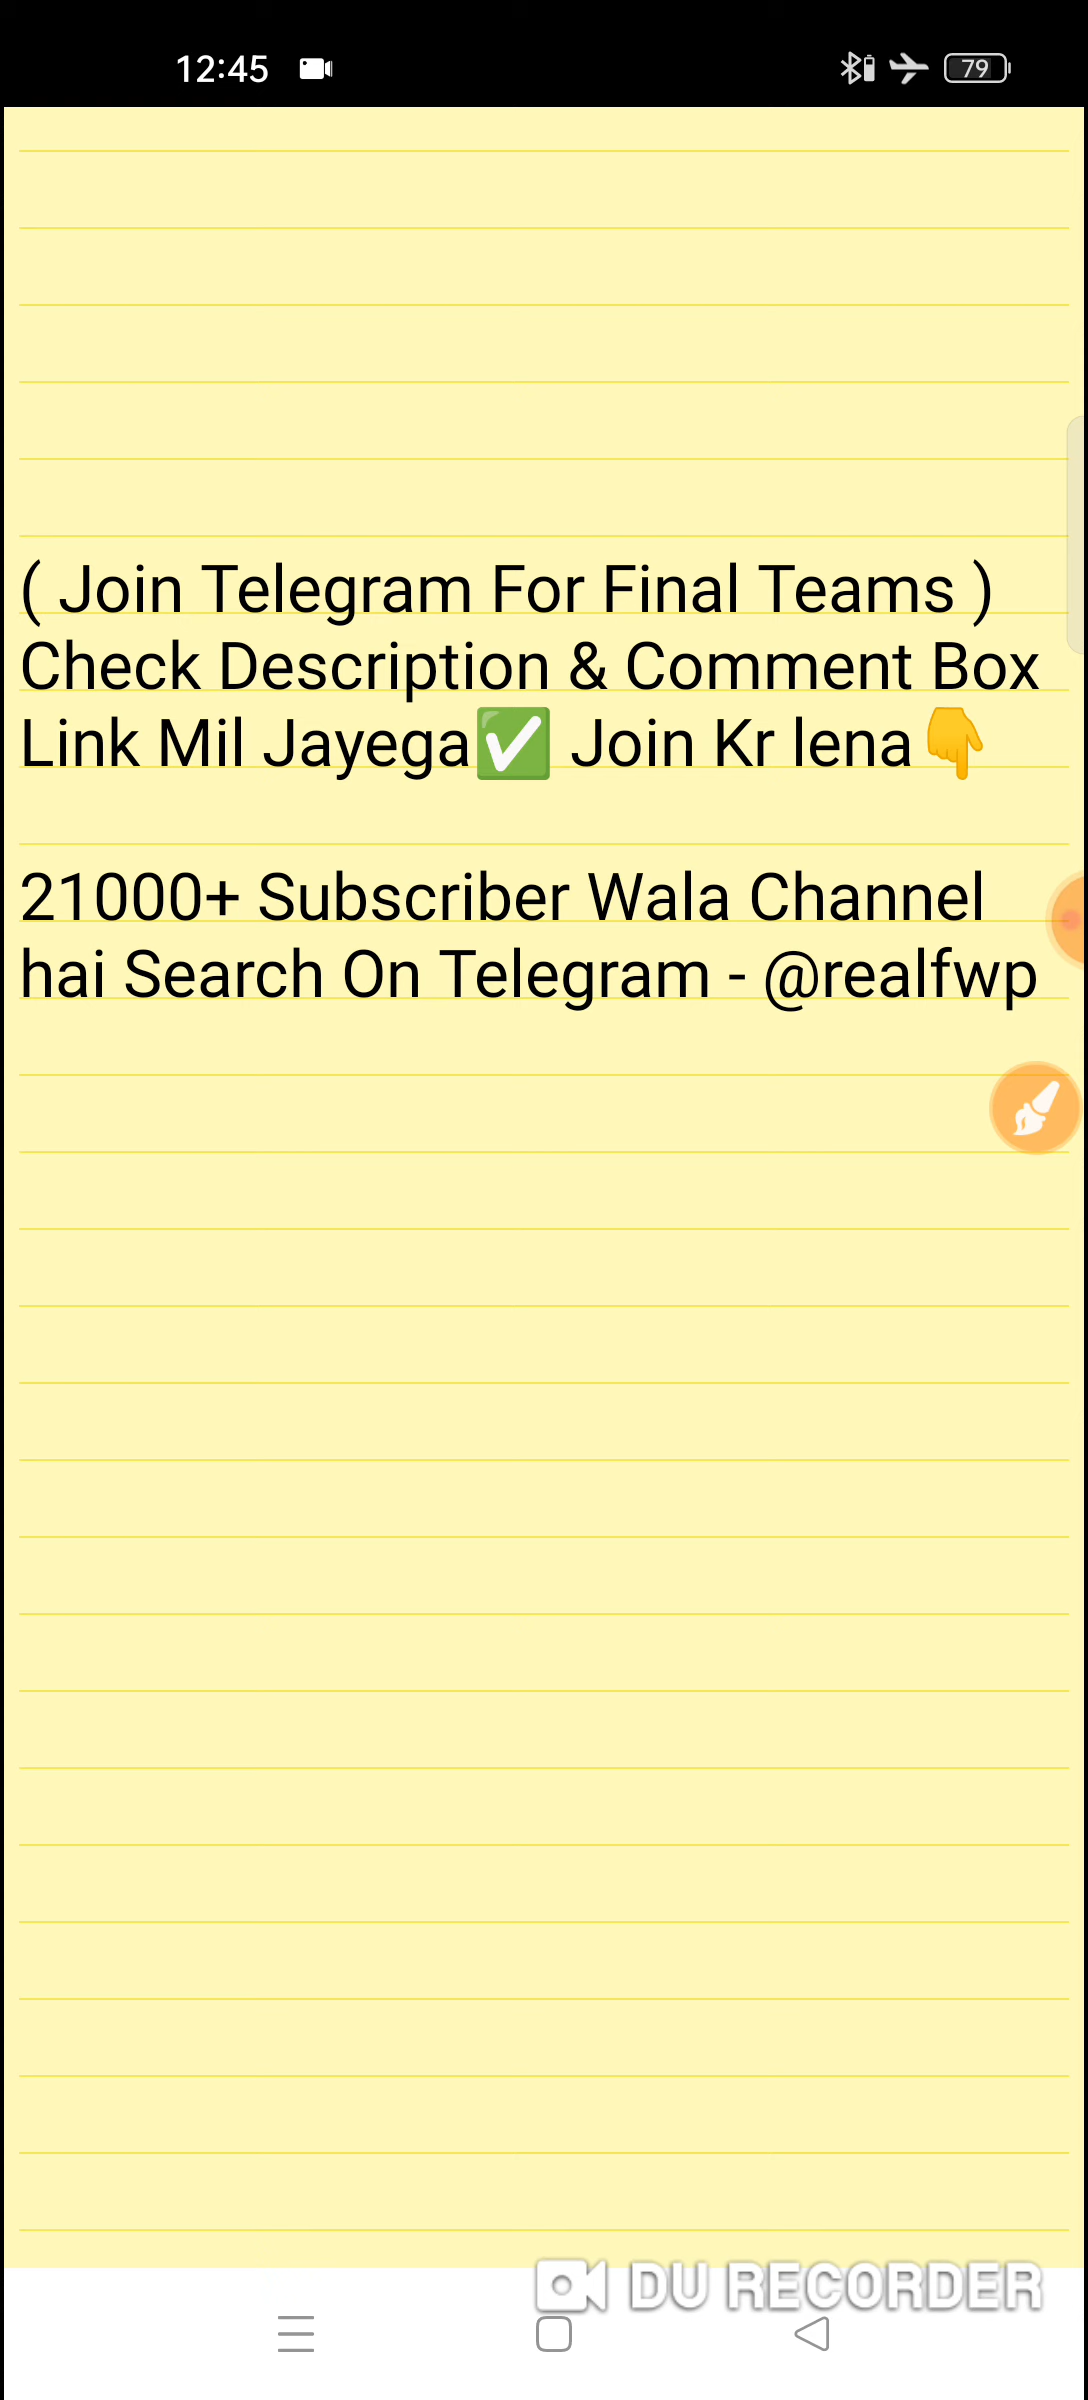 12:45
79
( Join Telegram For Final Teams )
Check Description & Comment Box
Link Mil Jayega✅ Join Kr lena👇
21000+ Subscriber Wala Channel
hai Search On Telegram - @realfwp
DU RECORDER